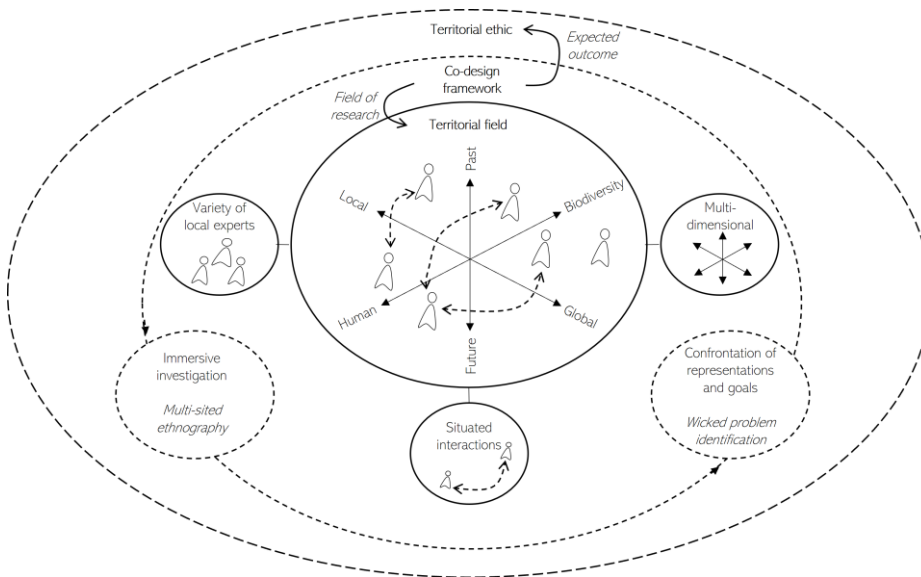 Territorial ethic
Expected
outcome
Co-design
framework
Field of
research
Territorial field
Past
Local
Biodiversity
Variety of
local experts
Multi-
dimensional
Human
Global
Future
Immersive
investigation
Multi-sited
ethnography
Confrontation of
representations
and goals
Wicked problem
identification
Situated
interactions